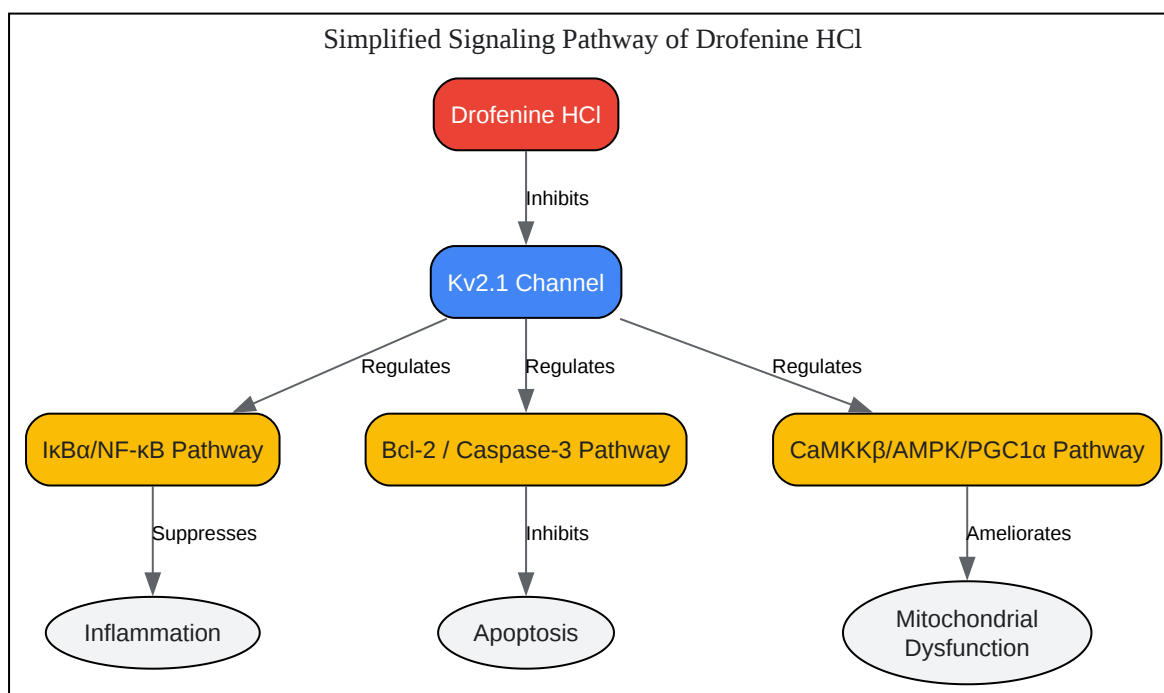 Simplified Signaling Pathway of Drofenine HCl
Drofenine HCl
Inhibits
Kv2.1 Channel
Regulates
Regulates
Regulates
IκBα/NF-κB Pathway
Bcl-2 / Caspase-3 Pathway
CaMKKβ/AMPK/PGC1α Pathway
Suppresses
Inhibits
Ameliorates
Inflammation
Apoptosis
Mitochondrial
Dysfunction